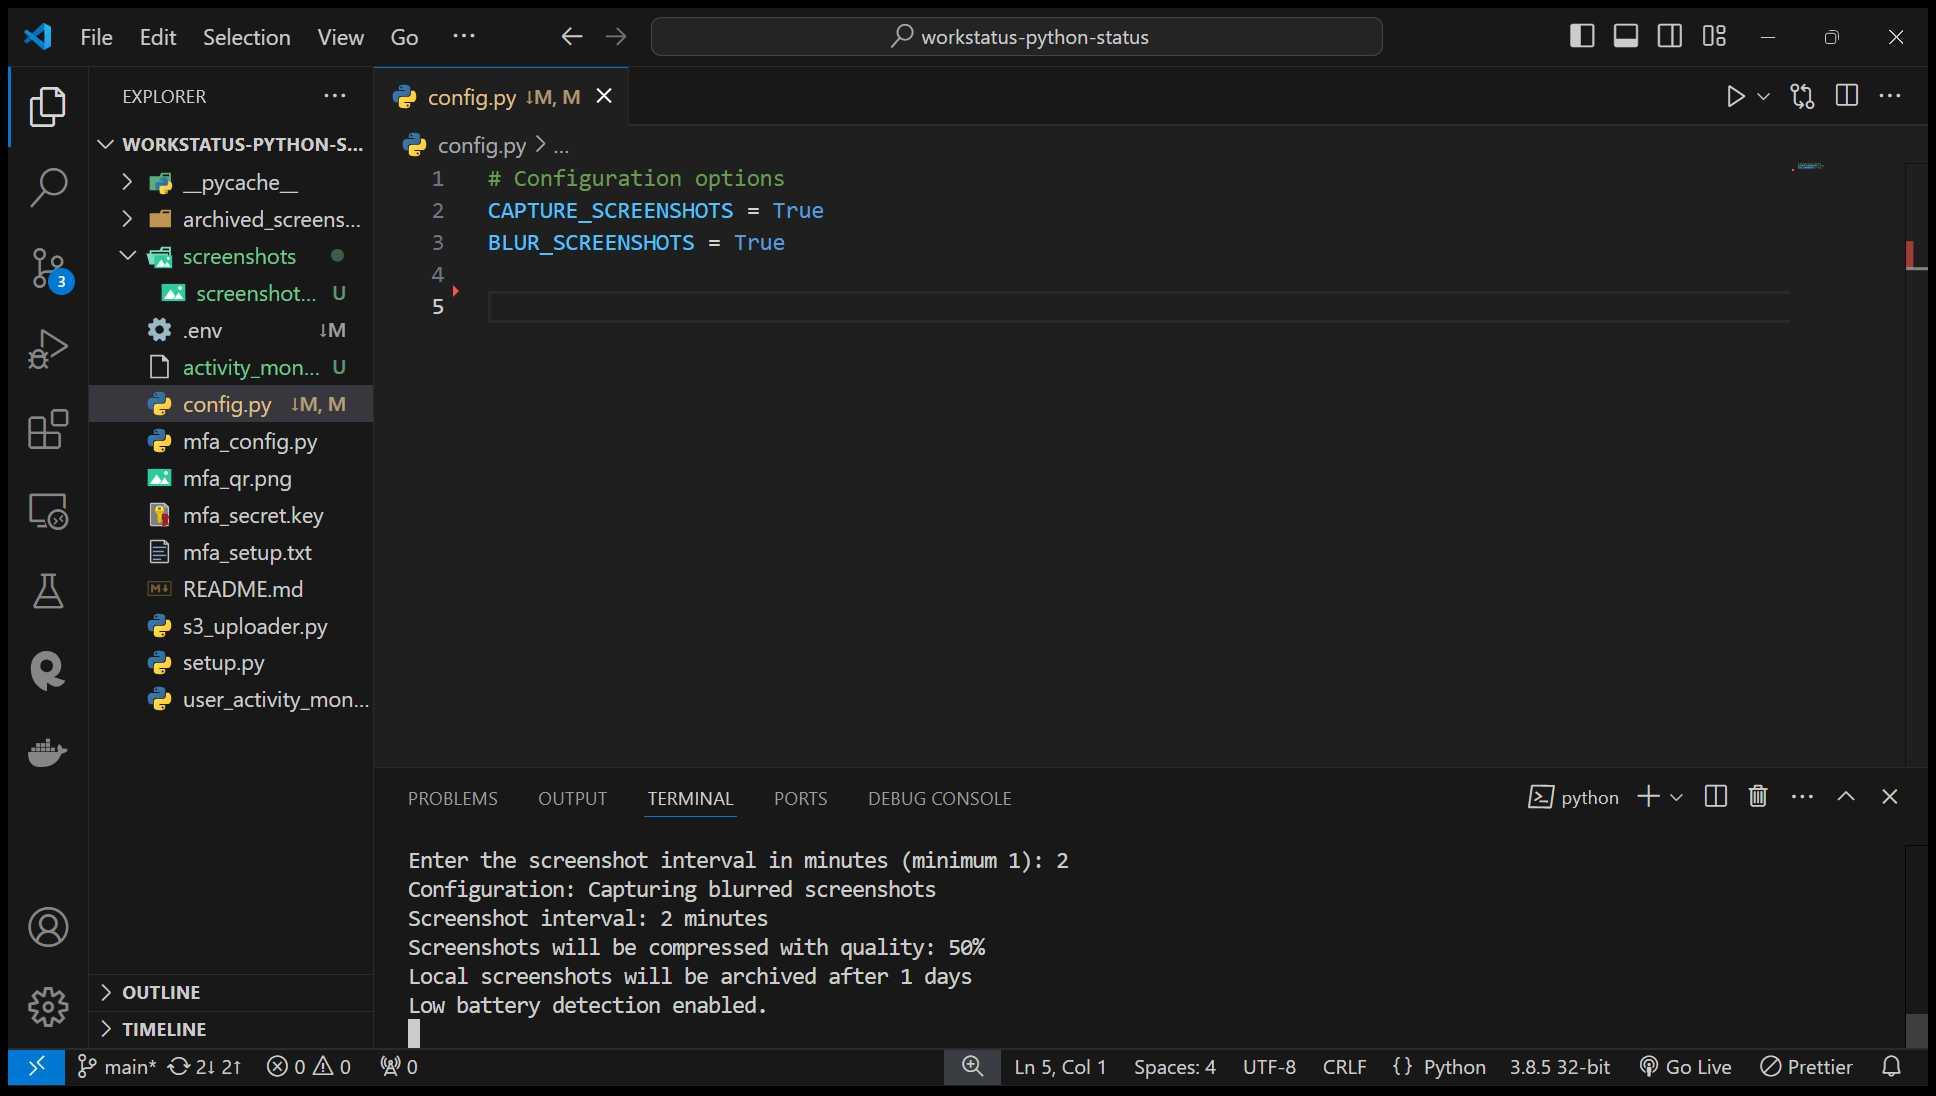 File Edit Selection View Go ...
workstatus-python-status
EXPLORER ...
WORKSTATUS-PYTHON-S...
__pycache__
archived_screens...
screenshots
screenshot... U
.env ↓M
activity_mon... U
config.py ↓M, M
mfa_config.py
mfa_qr.png
mfa_secret.key
mfa_setup.txt
README.md
s3_uploader.py
setup.py
user_activity_mon...
OUTLINE
TIMELINE
3
config.py ↓M, M
config.py > ...
1 # Configuration options
2 CAPTURE_SCREENSHOTS = True
3 BLUR_SCREENSHOTS = True
4
5
PROBLEMS OUTPUT TERMINAL PORTS DEBUG CONSOLE
python
Enter the screenshot interval in minutes (minimum 1): 2
Configuration: Capturing blurred screenshots
Screenshot interval: 2 minutes
Screenshots will be compressed with quality: 50%
Local screenshots will be archived after 1 days
Low battery detection enabled.
main* 2↓ 2↑ 0 0 0
Ln 5, Col 1 Spaces: 4 UTF-8 CRLF {} Python 3.8.5 32-bit Go Live Prettier